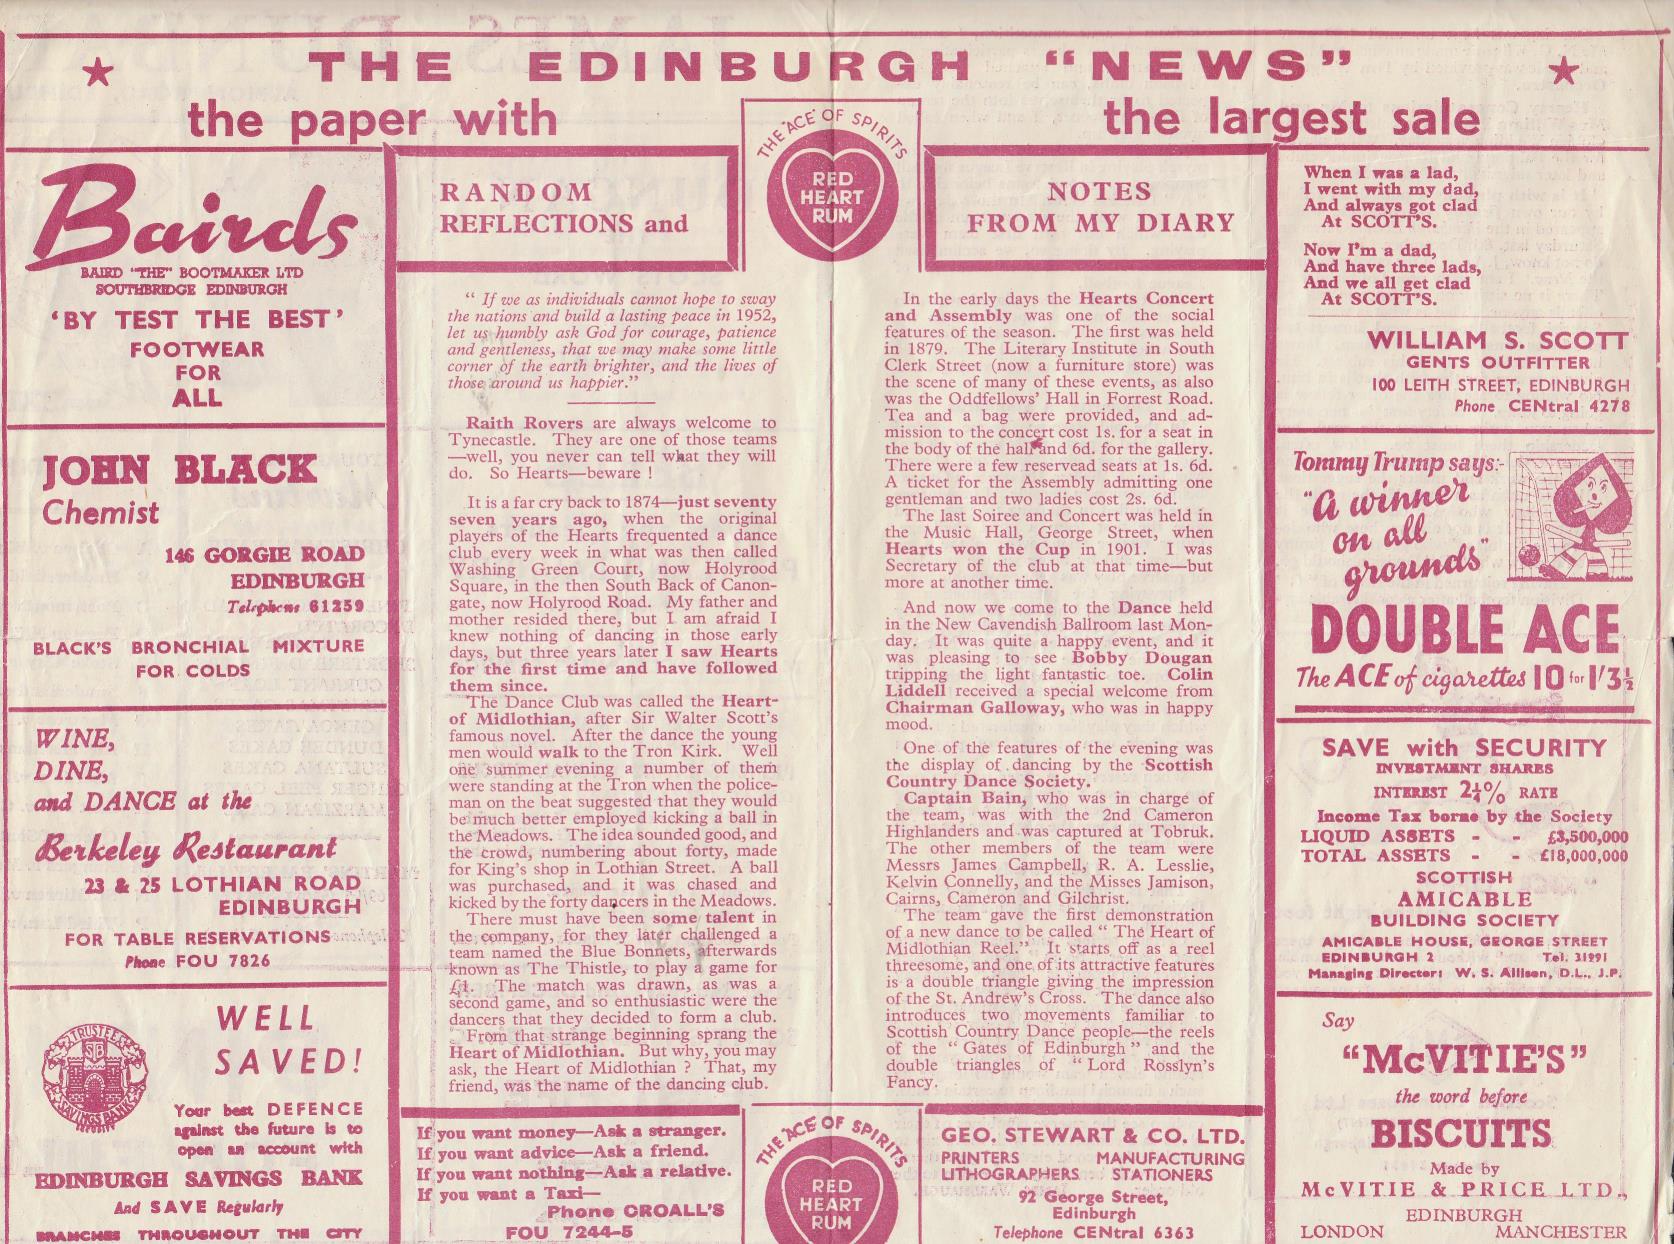 THE EDINBURGH "NEWS"
the paper with
the largest sale
Bairds
BAIRD "THE" BOOTMAKER LTD
SOUTHBRIDGE EDINBURGH
'BY TEST THE BEST'
FOOTWEAR
FOR
ALL
JOHN BLACK
Chemist
146 GORGIE ROAD
EDINBURGH
Telephone 61259
BLACK'S BRONCHIAL MIXTURE
FOR COLDS
WINE,
DINE,
and DANCE at the
Berkeley Restaurant
23 & 25 LOTHIAN ROAD
EDINBURGH
FOR TABLE RESERVATIONS
Phone FOU 7826
TRUSTEE
STB
SAVINGS BANK
WELL
SAVED!
Your best DEFENCE
against the future is to
open an account with
EDINBURGH SAVINGS BANK
And SAVE Regularly
BRANCHES THROUGHOUT THE CITY
RANDOM
REFLECTIONS and
THE "ACE" OF SPIRITS
RED
HEART
RUM
NOTES
FROM MY DIARY
" If we as individuals cannot hope to sway
the nations and build a lasting peace in 1952,
let us humbly ask God for courage, patience
and gentleness, that we may make some little
corner of the earth brighter, and the lives of
those around us happier."
Raith Rovers are always welcome to
Tynecastle. They are one of those teams
—well, you never can tell what they will
do. So Hearts—beware !
It is a far cry back to 1874—just seventy
seven years ago, when the original
players of the Hearts frequented a dance
club every week in what was then called
Washing Green Court, now Holyrood
Square, in the then South Back of Canon-
gate, now Holyrood Road. My father and
mother resided there, but I am afraid I
knew nothing of dancing in those early
days, but three years later I saw Hearts
for the first time and have followed
them since.
The Dance Club was called the Heart-
of Midlothian, after Sir Walter Scott's
famous novel. After the dance the young
men would walk to the Tron Kirk. Well
one summer evening a number of them
were standing at the Tron when the police-
man on the beat suggested that they would
be much better employed kicking a ball in
the Meadows. The idea sounded good, and
the crowd, numbering about forty, made
for King's shop in Lothian Street. A ball
was purchased, and it was chased and
kicked by the forty dancers in the Meadows.
There must have been some talent in
the company, for they later challenged a
team named the Blue Bonnets, afterwards
known as The Thistle, to play a game for
£1. The match was drawn, as was a
second game, and so enthusiastic were the
dancers that they decided to form a club.
From that strange beginning sprang the
Heart of Midlothian. But why, you may
ask, the Heart of Midlothian ? That, my
friend, was the name of the dancing club.
In the early days the Hearts Concert
and Assembly was one of the social
features of the season. The first was held
in 1879. The Literary Institute in South
Clerk Street (now a furniture store) was
the scene of many of these events, as also
was the Oddfellows' Hall in Forrest Road.
Tea and a bag were provided, and ad-
mission to the concert cost 1s. for a seat in
the body of the hall and 6d. for the gallery.
There were a few reservead seats at 1s. 6d.
A ticket for the Assembly admitting one
gentleman and two ladies cost 2s. 6d.
The last Soiree and Concert was held in
the Music Hall, George Street, when
Hearts won the Cup in 1901. I was
Secretary of the club at that time—but
more at another time.
And now we come to the Dance held
in the New Cavendish Ballroom last Mon-
day. It was quite a happy event, and it
was pleasing to see Bobby Dougan
tripping the light fantastic toe. Colin
Liddell received a special welcome from
Chairman Galloway, who was in happy
mood.
One of the features of the evening was
the display of dancing by the Scottish
Country Dance Society.
Captain Bain, who was in charge of
the team, was with the 2nd Cameron
Highlanders and was captured at Tobruk.
The other members of the team were
Messrs James Campbell, R. A. Lesslie,
Kelvin Connelly, and the Misses Jamison,
Cairns, Cameron and Gilchrist.
The team gave the first demonstration
of a new dance to be called " The Heart of
Midlothian Reel." It starts off as a reel
threesome, and one of its attractive features
is a double triangle giving the impression
of the St. Andrew's Cross. The dance also
introduces two movements familiar to
Scottish Country Dance people—the reels
of the " Gates of Edinburgh " and the
double triangles of " Lord Rosslyn's
Fancy.
If you want money—Ask a stranger.
If you want advice—Ask a friend.
If you want nothing—Ask a relative.
If you want a Taxi—
Phone CROALL'S
FOU 7244-5
THE "ACE" OF SPIRITS
RED
HEART
RUM
GEO. STEWART & CO. LTD.
PRINTERS MANUFACTURING
LITHOGRAPHERS STATIONERS
92 George Street,
Edinburgh
Telephone CENtral 6363
When I was a lad,
I went with my dad,
And always got clad
At SCOTT'S.
Now I'm a dad,
And have three lads,
And we all get clad
At SCOTT'S.
WILLIAM S. SCOTT
GENTS OUTFITTER
100 LEITH STREET, EDINBURGH
Phone CENtral 4278
Tommy Trump says:-
"A winner
on all
grounds"
DOUBLE ACE
The ACE of cigarettes 10 for 1/3½
SAVE with SECURITY
INVESTMENT SHARES
INTEREST 2¼% RATE
Income Tax borne by the Society
LIQUID ASSETS - - £3,500,000
TOTAL ASSETS - - £18,000,000
SCOTTISH
AMICABLE
BUILDING SOCIETY
AMICABLE HOUSE, GEORGE STREET
EDINBURGH 2 Tel. 31991
Managing Director: W. S. Allison, D.L., J.P.
Say
"McVITIE'S"
the word before
BISCUITS
Made by
McVITIE & PRICE LTD.,
EDINBURGH
LONDON MANCHESTER